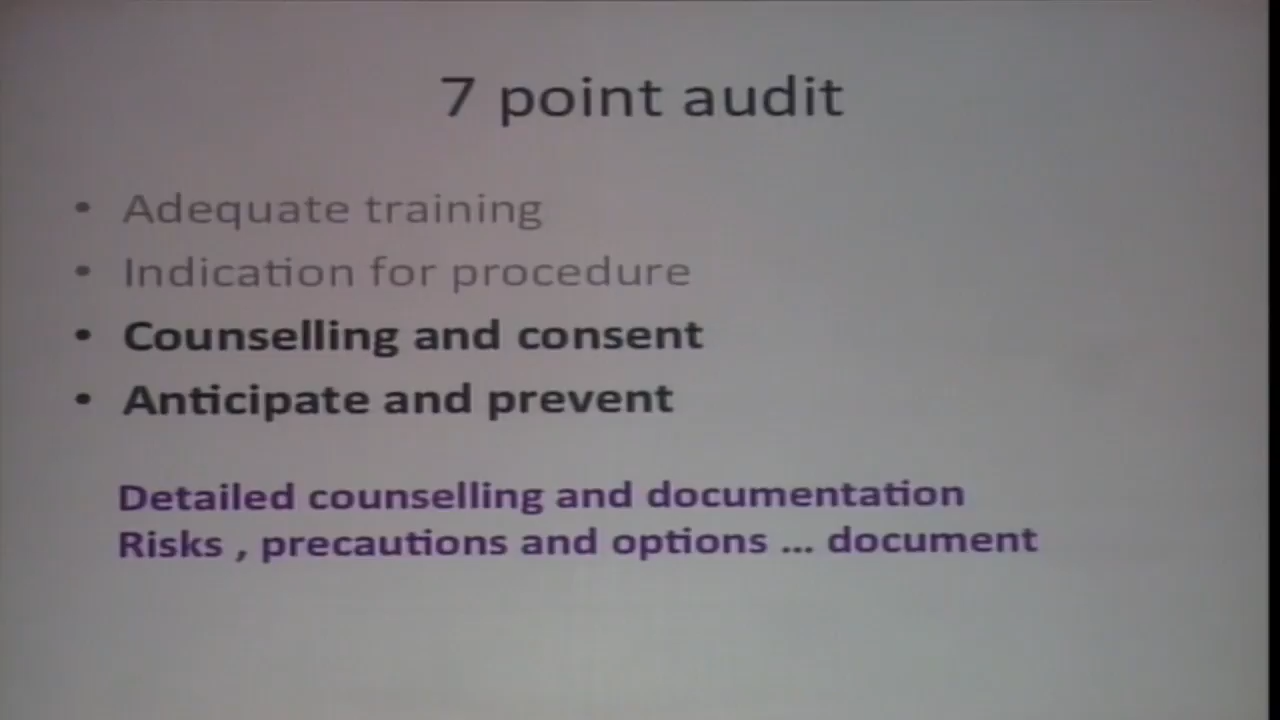 7 point audit
• Adequate training
• Indication for procedure
• Counselling and consent
• Anticipate and prevent
Detailed counselling and documentation
Risks , precautions and options ... document